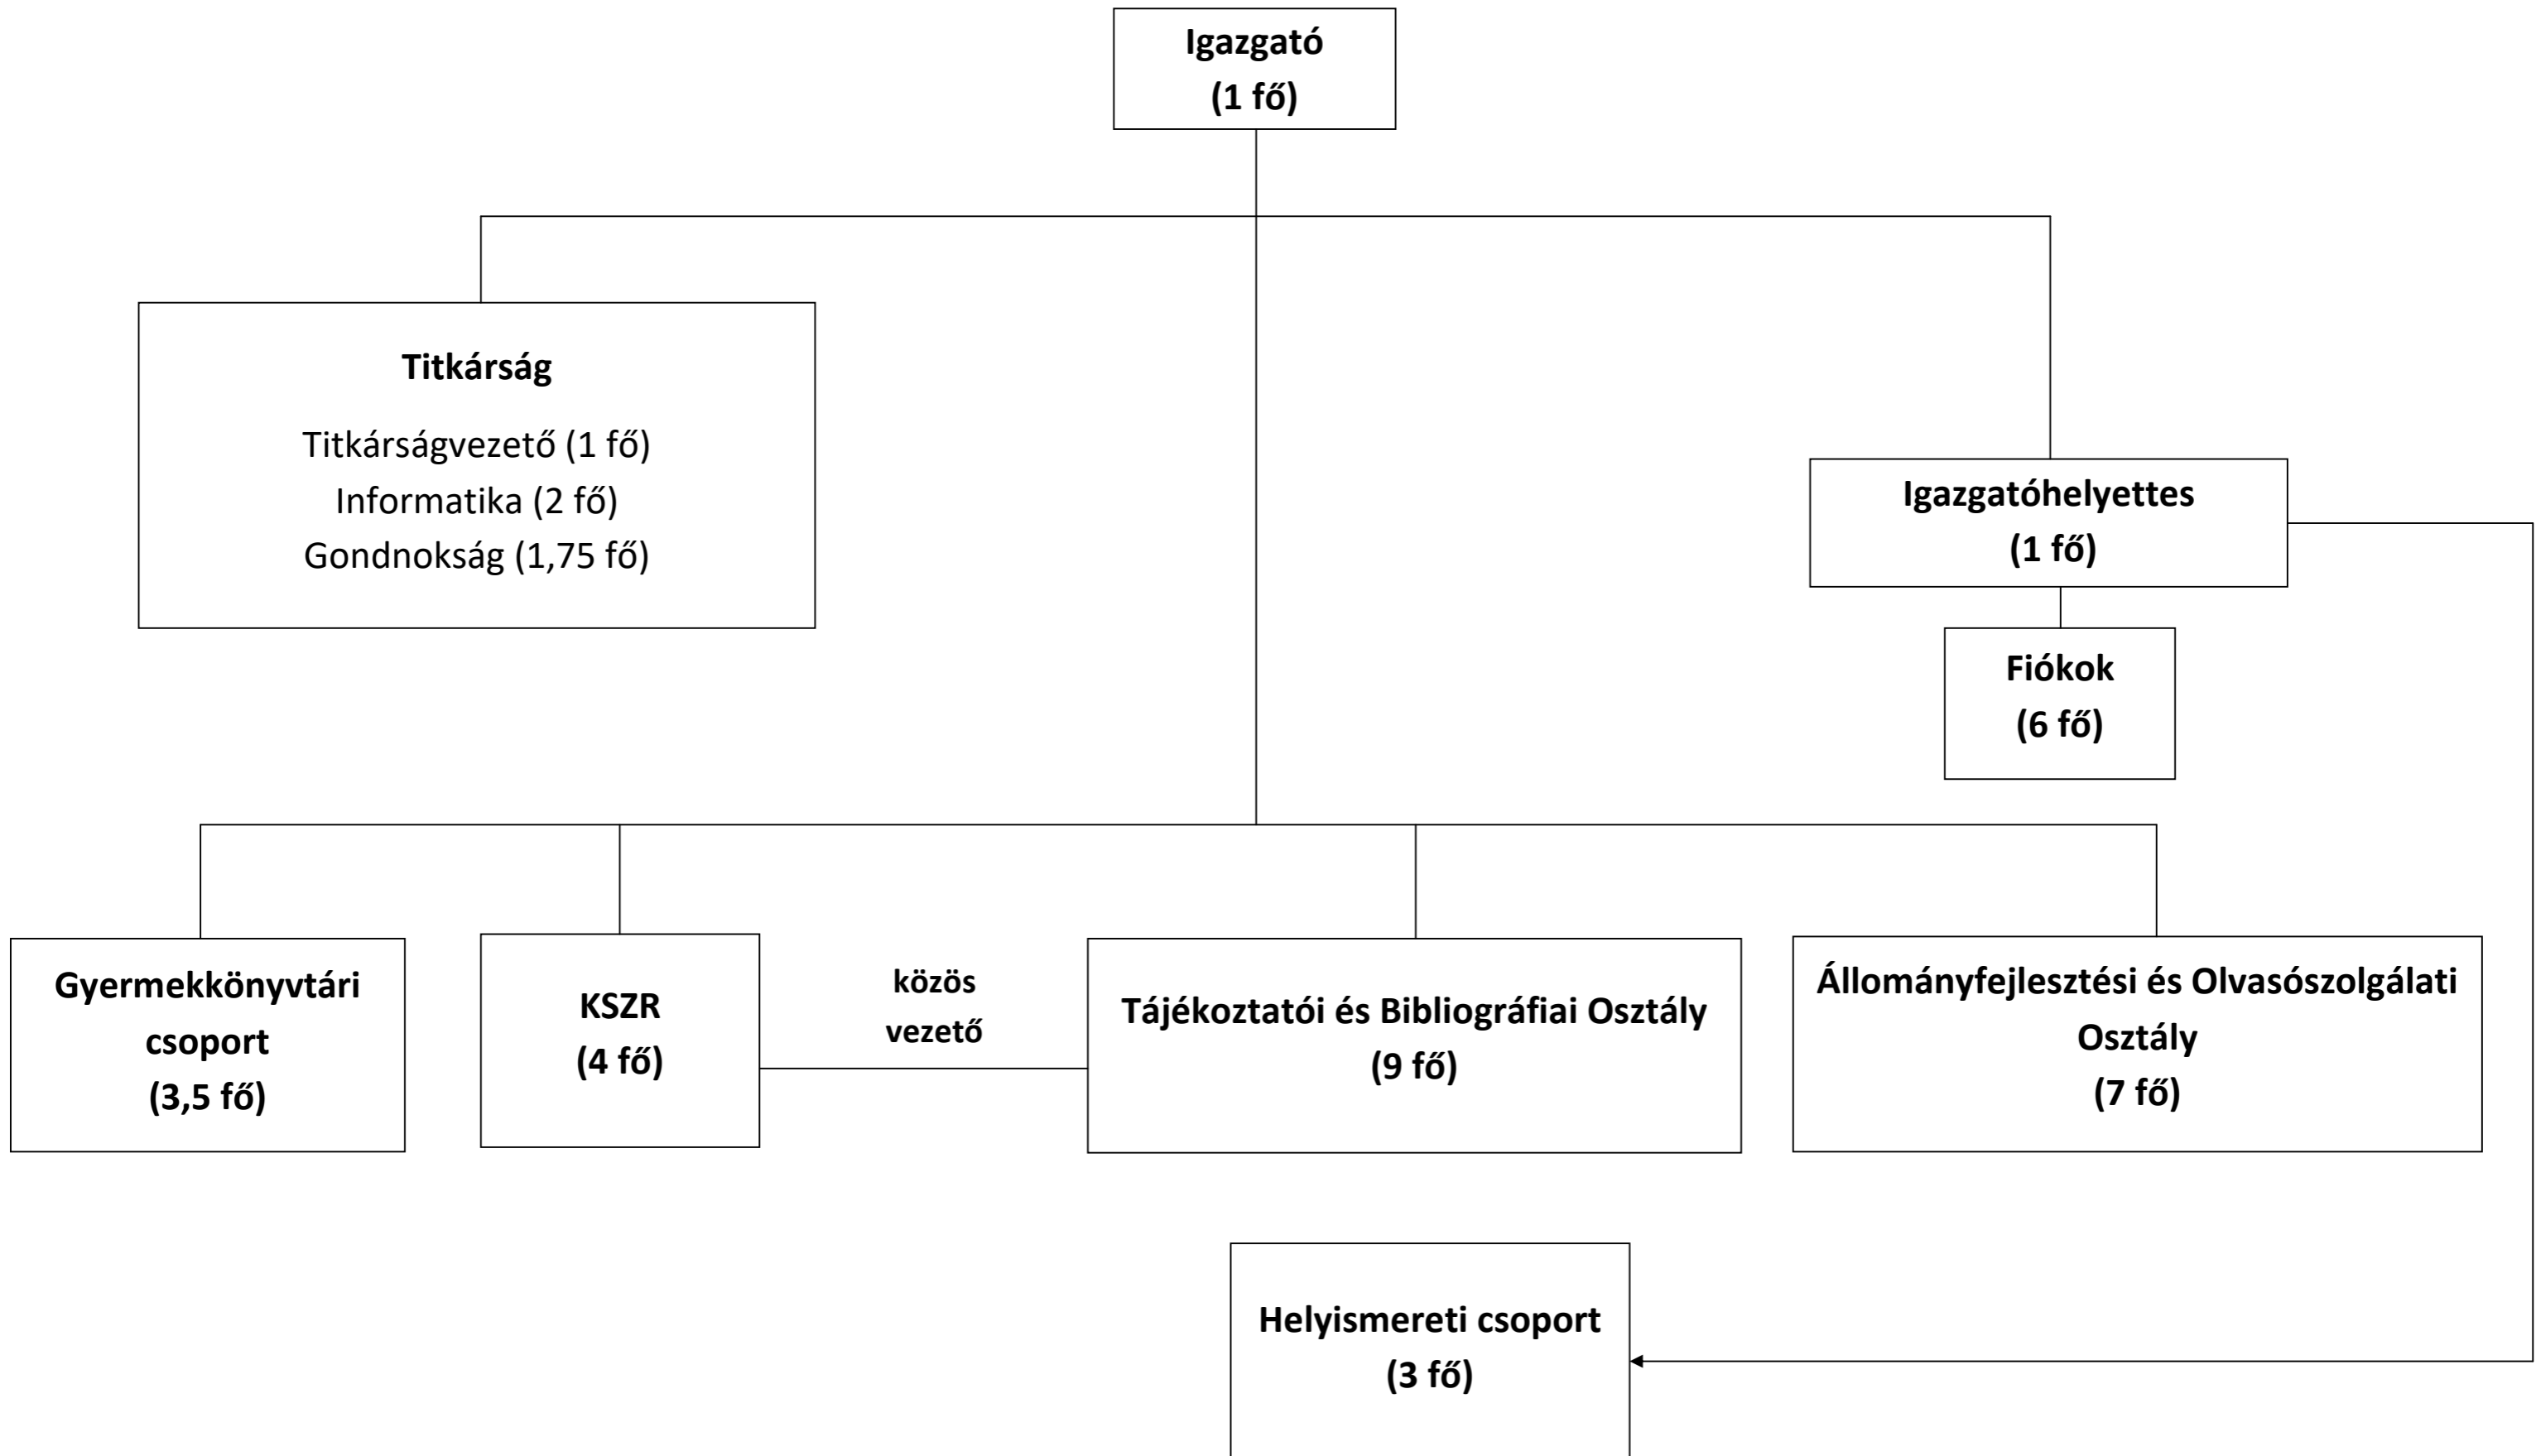 Igazgató
(1 fő)
Titkárság
Titkárságvezető (1 fő)
Informatika (2 fő)
Gondnokság (1,75 fő)
Igazgatóhelyettes
(1 fő)
Fiókok
(6 fő)
Gyermekkönyvtári
csoport
(3,5 fő)
KSZR
(4 fő)
közös
vezető
Tájékoztatói és Bibliográfiai Osztály
(9 fő)
Állományfejlesztési és Olvasószolgálati
Osztály
(7 fő)
Helyismereti csoport
(3 fő)